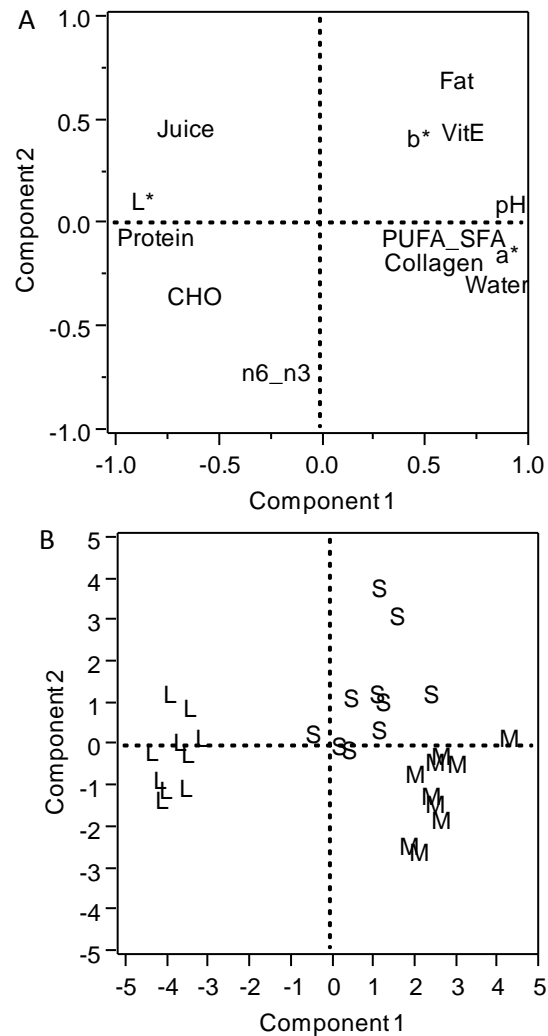 A
1.0
Fat
0.5
Juice
b* VitE
L*
pH
0.0
Protein
PUFA_SFA
a*
Collagen
Water
CHO
-0.5
n6_n3
-1.0
-1.0 -0.5 0.0 0.5 1.0
Component 1
Component 2
B
5
4
S
3
S
2
1
L S S S S S
L
0
L L S S S S M
L L M M M
-1
L M
L L L M M
-2
M
M M
-3
-4
-5
-5 -4 -3 -2 -1 0 1 2 3 4 5
Component 1
Component 2